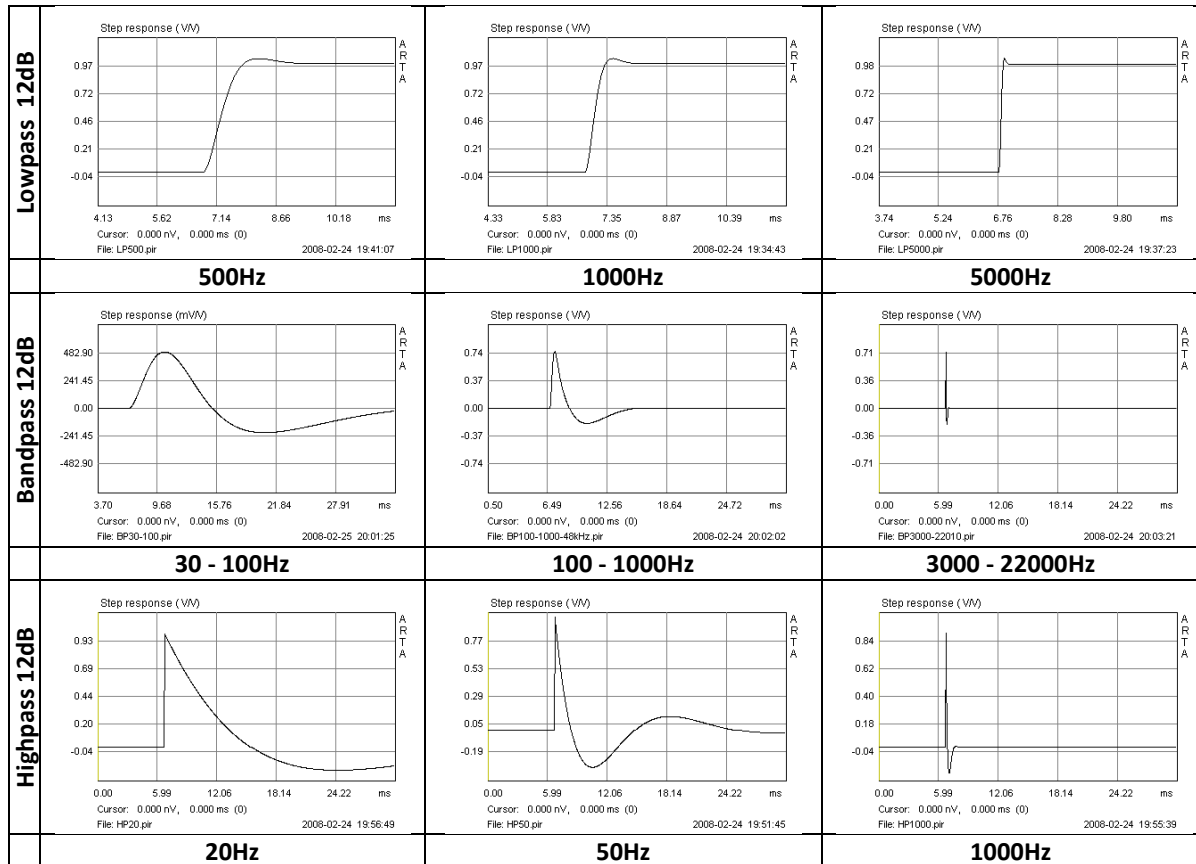 Lowpass 12dB
Step response (V/V)
0.97
0.72
0.46
0.21
-0.04
4.13 5.62 7.14 8.66 10.18 ms
Cursor: 0.000 nV, 0.000 ms (0)
File: LP500.pir 2008-02-24 19:41:07
ARTA
Step response (V/V)
0.97
0.72
0.46
0.21
-0.04
4.33 5.83 7.35 8.87 10.39 ms
Cursor: 0.000 nV, 0.000 ms (0)
File: LP1000.pir 2008-02-24 19:34:43
ARTA
Step response (V/V)
0.98
0.72
0.47
0.21
-0.04
3.74 5.24 6.76 8.28 9.80 ms
Cursor: 0.000 nV, 0.000 ms (0)
File: LP5000.pir 2008-02-24 19:37:23
ARTA
500Hz 1000Hz 5000Hz
Bandpass 12dB
Step response (mV/V)
482.90
241.45
0.00
-241.45
-482.90
3.70 9.68 15.76 21.84 27.91 ms
Cursor: 0.000 nV, 0.000 ms (0)
File: BP30-100.pir 2008-02-25 20:01:25
ARTA
Step response (V/V)
0.74
0.37
0.00
-0.37
-0.74
0.50 6.49 12.56 18.64 24.72 ms
Cursor: 0.000 nV, 0.000 ms (0)
File: BP100-1000-48kHz.pir 2008-02-24 20:02:02
ARTA
Step response (V/V)
0.71
0.36
0.00
-0.36
-0.71
0.00 5.99 12.06 18.14 24.22 ms
Cursor: 0.000 nV, 0.000 ms (0)
File: BP3000-22010.pir 2008-02-24 20:03:21
ARTA
30 - 100Hz 100 - 1000Hz 3000 - 22000Hz
Highpass 12dB
Step response (V/V)
0.93
0.69
0.44
0.20
-0.04
0.00 5.99 12.06 18.14 24.22 ms
Cursor: 0.000 nV, 0.000 ms (0)
File: HP20.pir 2008-02-24 19:56:49
ARTA
Step response (V/V)
0.77
0.53
0.29
0.05
-0.19
0.00 5.99 12.06 18.14 24.22 ms
Cursor: 0.000 nV, 0.000 ms (0)
File: HP50.pir 2008-02-24 19:51:45
ARTA
Step response (V/V)
0.84
0.62
0.40
0.18
-0.04
0.00 5.99 12.06 18.14 24.22 ms
Cursor: 0.000 nV, 0.000 ms (0)
File: HP1000.pir 2008-02-24 19:55:39
ARTA
20Hz 50Hz 1000Hz